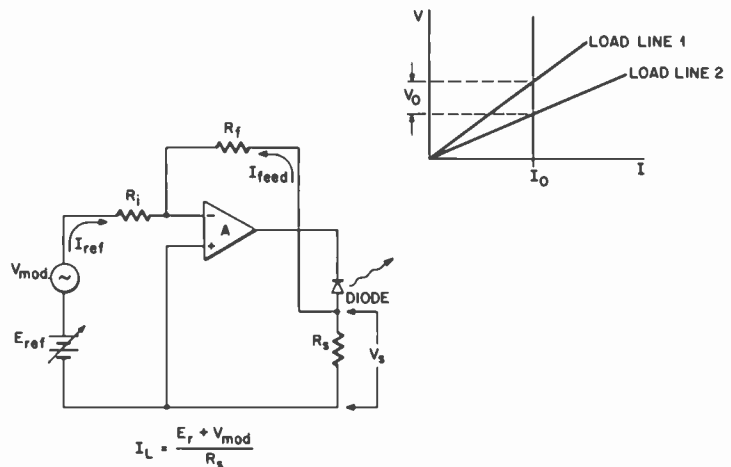 V
LOAD LINE 1
LOAD LINE 2
V0
I0
I
Rf
Ifeed
Ri
Iref
A
-
+
Vmod.
~
DIODE
Eref
Rs
Vs
IL = Er + Vmod / Rs